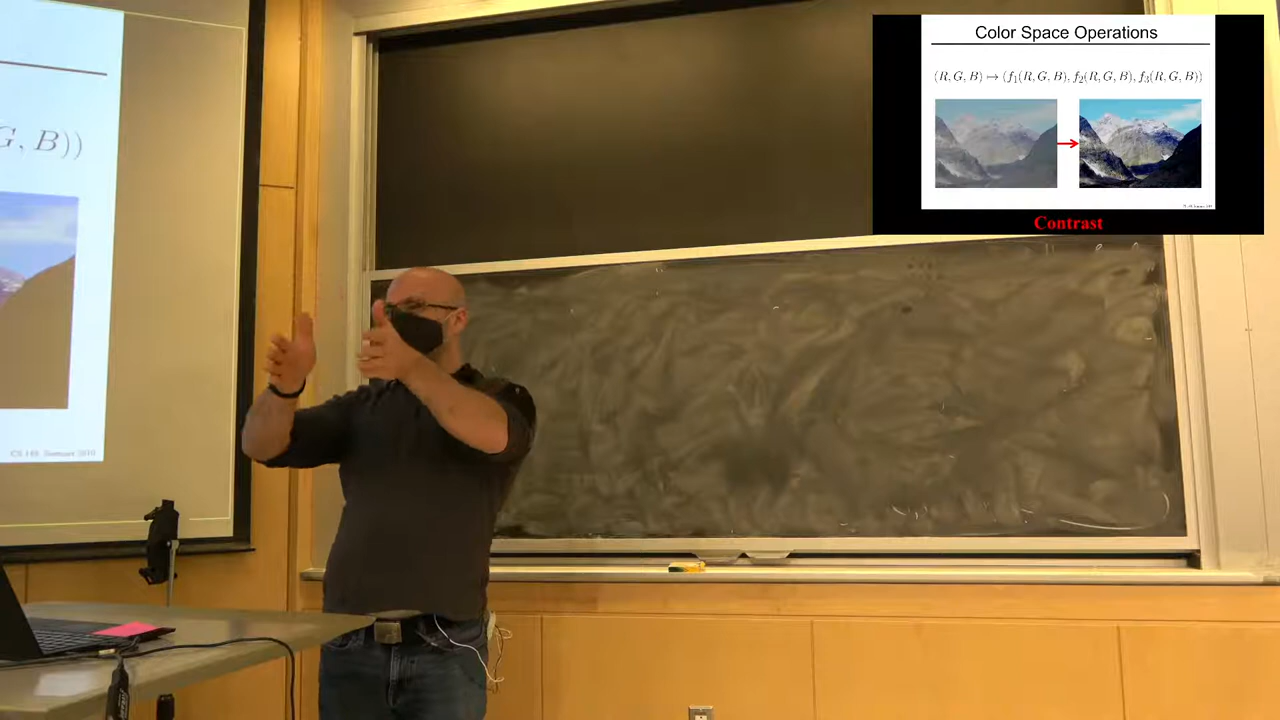 G, B))
Color Space Operations
(R, G, B) ↦ (f₁(R, G, B), f₂(R, G, B), f₃(R, G, B))
Contrast